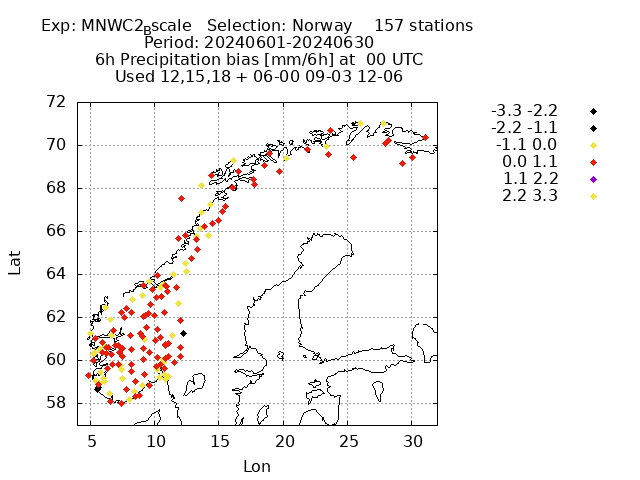 Exp: MNWC2_Bscale Selection: Norway 157 stations
Period: 20240601-20240630
6h Precipitation bias [mm/6h] at 00 UTC
Used 12,15,18 + 06-00 09-03 12-06
-3.3 -2.2
-2.2 -1.1
-1.1 0.0
0.0 1.1
1.1 2.2
2.2 3.3
72
70
68
66
64
62
60
58
Lat
5 10 15 20 25 30
Lon